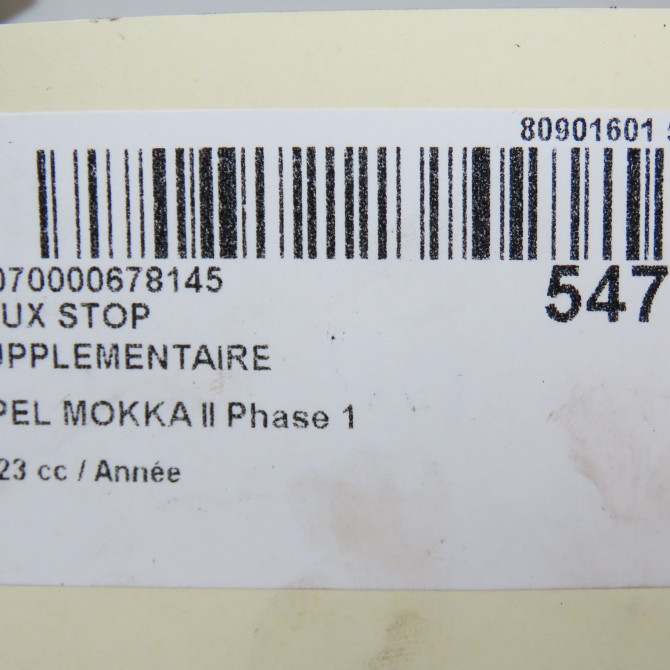 80901601
070000678145
547
UX STOP
UPPLEMENTAIRE
PEL MOKKA II Phase 1
23 cc / Année